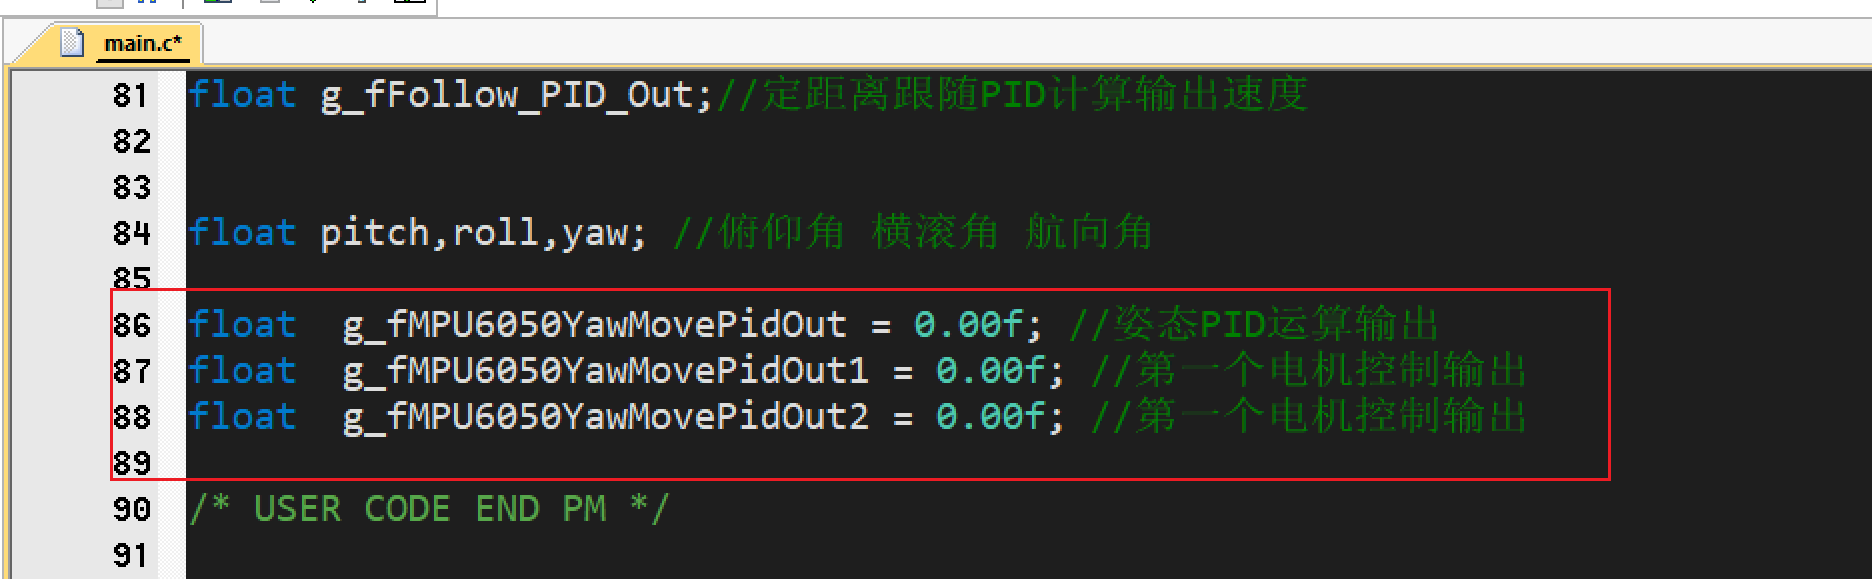 main.c*
81 float g_fFollow_PID_Out;//定距离跟随PID计算输出速度
82
83
84 float pitch,roll,yaw; //俯仰角 横滚角 航向角
85
86 float  g_fMPU6050YawMovePidOut = 0.00f; //姿态PID运算输出
87 float  g_fMPU6050YawMovePidOut1 = 0.00f; //第一个电机控制输出
88 float  g_fMPU6050YawMovePidOut2 = 0.00f; //第一个电机控制输出
89
90 /* USER CODE END PM */
91